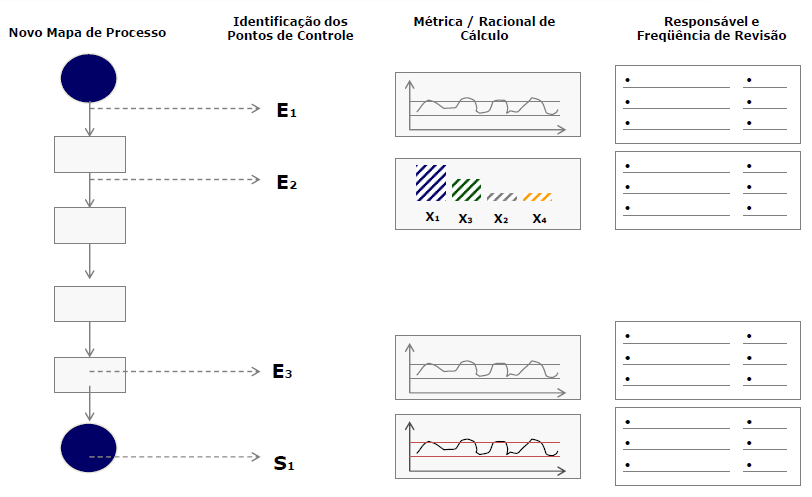 Novo Mapa de Processo
Identificação dos
Pontos de Controle
Métrica / Racional de
Cálculo
Responsável e
Freqüência de Revisão
E1
E2
X1 X3 X2 X4
E3
S1